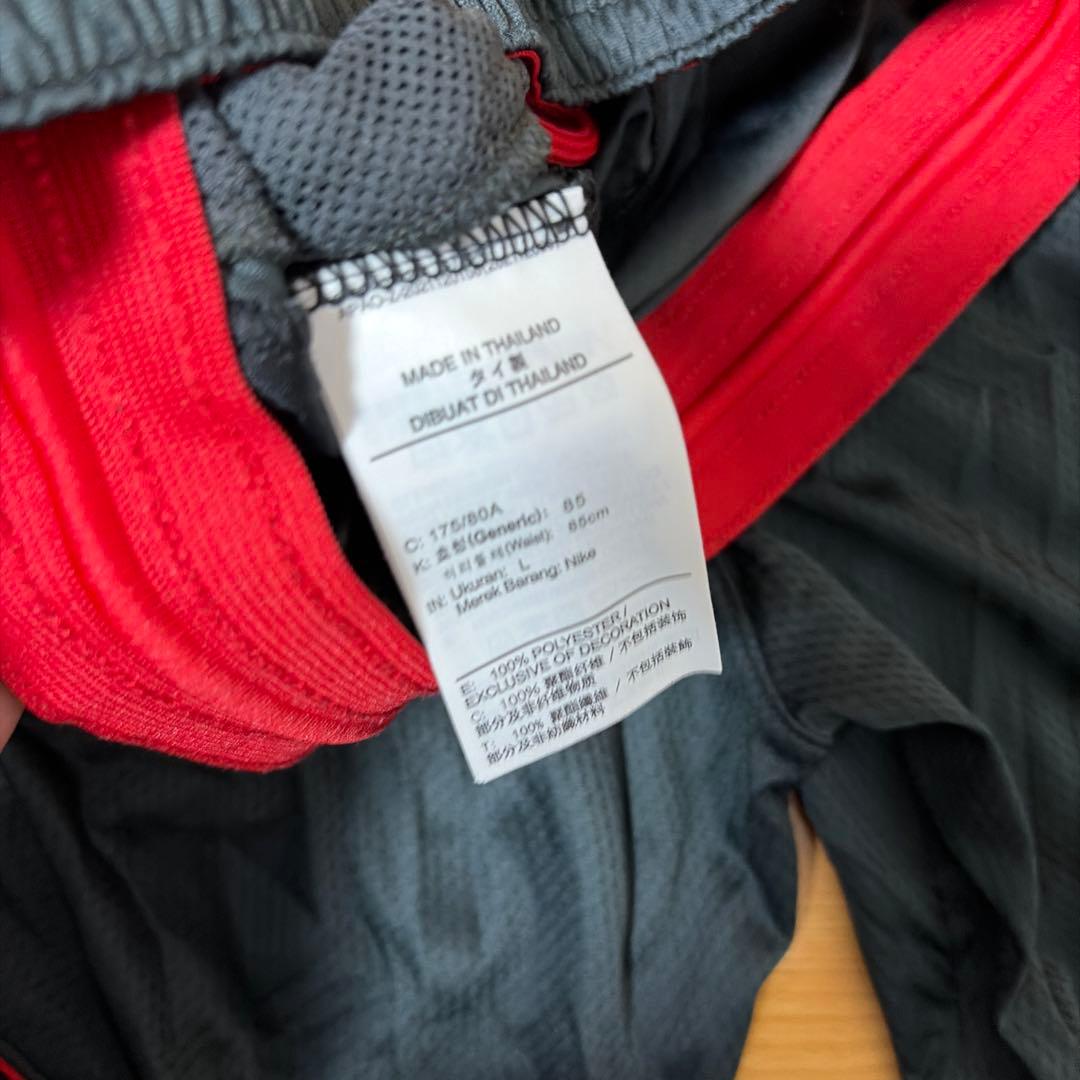 MADE IN THAILAND
タイ製
DIBUAT DI THAILAND
C: 175/80A
K: 호칭(Generic): 85
허리둘레(Waist): 85cm
IN: Ukuran: L
Merek Barang: Nike
E: 100% POLYESTER /
EXCLUSIVE OF DECORATION
C: 100% 聚酯纤维 / 不包括装饰
部分及非纤维物质
T: 100% 聚酯纖維 / 不包括裝飾
部分及非紡織材料